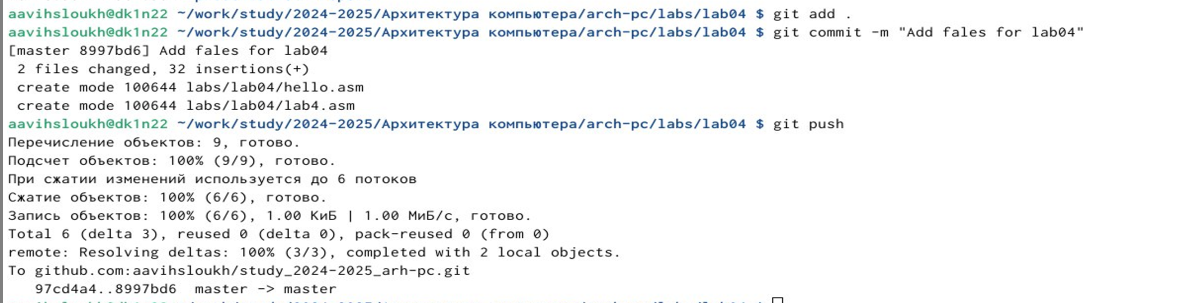 aavihsloukh@dk1n22 ~/work/study/2024-2025/Архитектура компьютера/arch-pc/labs/lab04 $ git add .
aavihsloukh@dk1n22 ~/work/study/2024-2025/Архитектура компьютера/arch-pc/labs/lab04 $ git commit -m "Add fales for lab04"
[master 8997bd6] Add fales for lab04
 2 files changed, 32 insertions(+)
 create mode 100644 labs/lab04/hello.asm
 create mode 100644 labs/lab04/lab4.asm
aavihsloukh@dk1n22 ~/work/study/2024-2025/Архитектура компьютера/arch-pc/labs/lab04 $ git push
Перечисление объектов: 9, готово.
Подсчет объектов: 100% (9/9), готово.
При сжатии изменений используется до 6 потоков
Сжатие объектов: 100% (6/6), готово.
Запись объектов: 100% (6/6), 1.00 КиБ | 1.00 МиБ/с, готово.
Total 6 (delta 3), reused 0 (delta 0), pack-reused 0 (from 0)
remote: Resolving deltas: 100% (3/3), completed with 2 local objects.
To github.com:aavihsloukh/study_2024-2025_arh-pc.git
   97cd4a4..8997bd6  master -> master